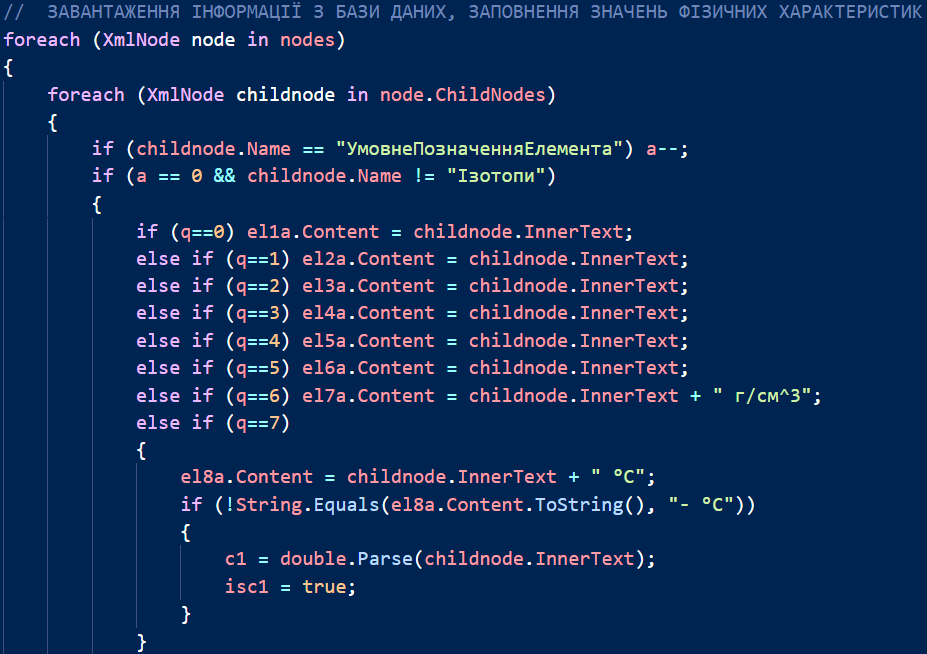 //  ЗАВАНТАЖЕННЯ ІНФОРМАЦІЇ З БАЗИ ДАНИХ, ЗАПОВНЕННЯ ЗНАЧЕНЬ ФІЗИЧНИХ ХАРАКТЕРИСТИК
foreach (XmlNode node in nodes)
{
    foreach (XmlNode childnode in node.ChildNodes)
    {
        if (childnode.Name == "УмовнеПозначенняЕлемента") a--;
        if (a == 0 && childnode.Name != "Ізотопи")
        {
            if (q==0) el1a.Content = childnode.InnerText;
            else if (q==1) el2a.Content = childnode.InnerText;
            else if (q==2) el3a.Content = childnode.InnerText;
            else if (q==3) el4a.Content = childnode.InnerText;
            else if (q==4) el5a.Content = childnode.InnerText;
            else if (q==5) el6a.Content = childnode.InnerText;
            else if (q==6) el7a.Content = childnode.InnerText + " г/см^3";
            else if (q==7)
            {
                el8a.Content = childnode.InnerText + " °C";
                if (!String.Equals(el8a.Content.ToString(), "- °C"))
                {
                    c1 = double.Parse(childnode.InnerText);
                    isc1 = true;
                }
            }